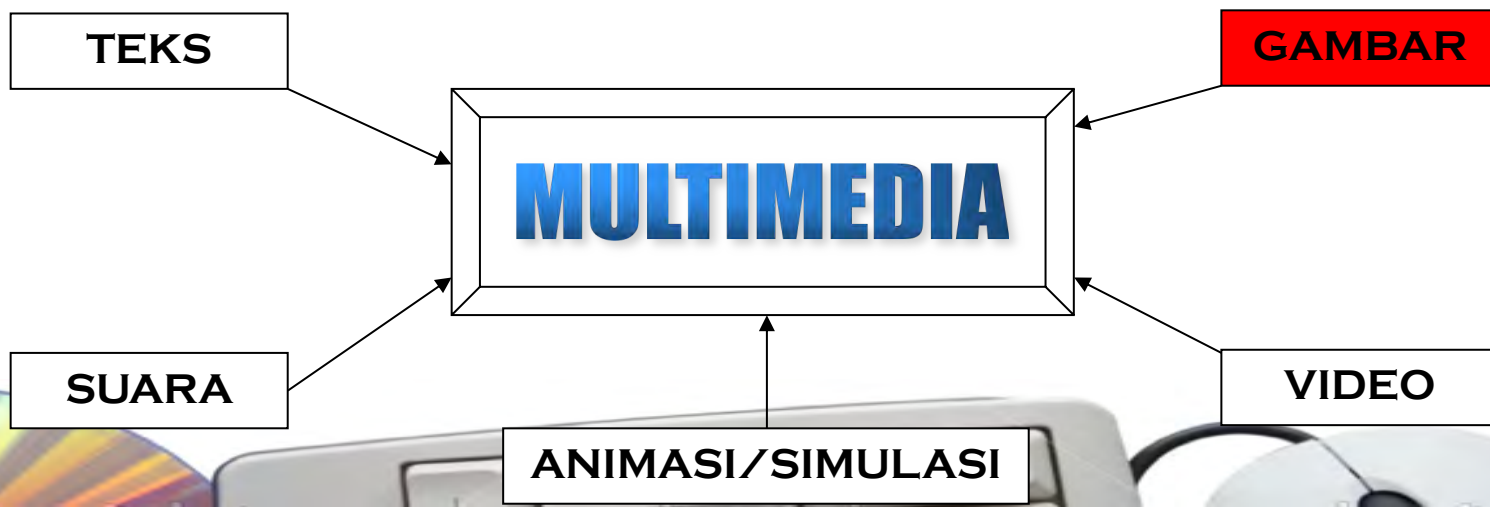 TEKS
GAMBAR
MULTIMEDIA
SUARA
VIDEO
ANIMASI/SIMULASI